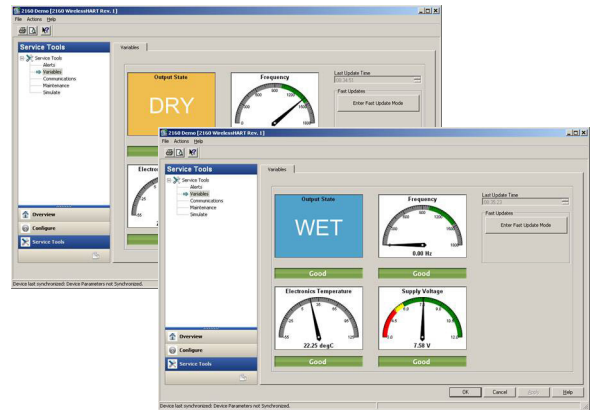 2160 Demo [2160 WirelessHART Rev. 1]
File Actions Help
Service Tools
Service Tools
Alerts
Variables
Communications
Maintenance
Simulate
Overview
Configure
Service Tools
Variables
Output State
DRY
Frequency
Last Update Time
Fast Updates
Enter Fast Update Mode
Electron
Device last synchronized: Device Parameters not Synchronized.
2160 Demo [2160 WirelessHART Rev. 1]
File Actions Help
Service Tools
Service Tools
Alerts
Variables
Communications
Maintenance
Simulate
Overview
Configure
Service Tools
Variables
Output State
WET
Good
Frequency
0.00 Hz
Good
Last Update Time
Fast Updates
Enter Fast Update Mode
Electronics Temperature
22.25 degC
Good
Supply Voltage
7.58 V
Good
OK Cancel Help
Device last synchronized: Device Parameters not Synchronized.